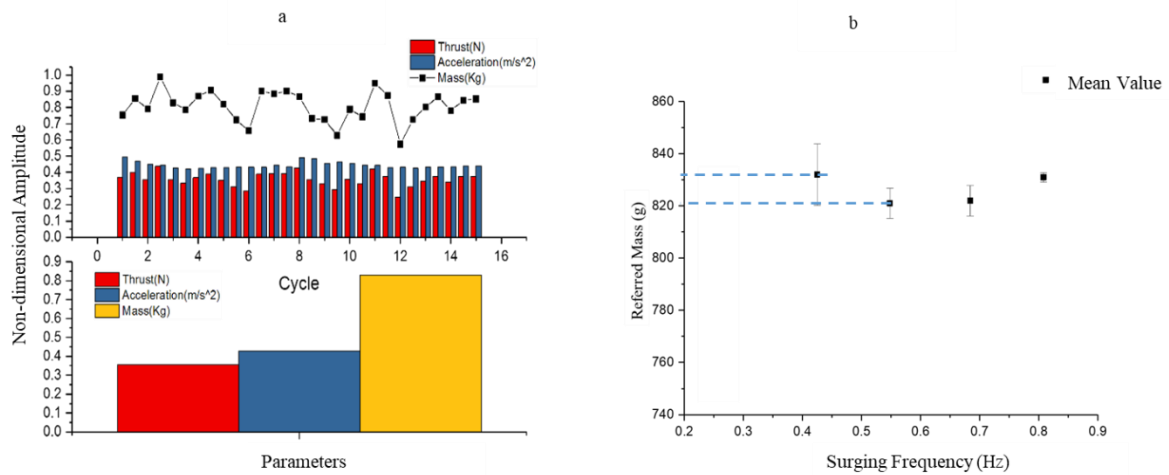 a
Thrust(N)
Acceleration(m/s^2)
Mass(Kg)
1.0
0.9
0.8
0.7
0.6
0.5
0.4
0.3
0.2
0.1
0.0
0 2 4 6 8 10 12 14 16
Cycle
Non-dimensional Amplitude
0.9
0.8
0.7
0.6
0.5
0.4
0.3
0.2
0.1
0.0
Thrust(N)
Acceleration(m/s^2)
Mass(Kg)
Parameters
b
Mean Value
Referred Mass (g)
860
840
820
800
780
760
740
0.2 0.3 0.4 0.5 0.6 0.7 0.8 0.9
Surging Frequency (Hz)